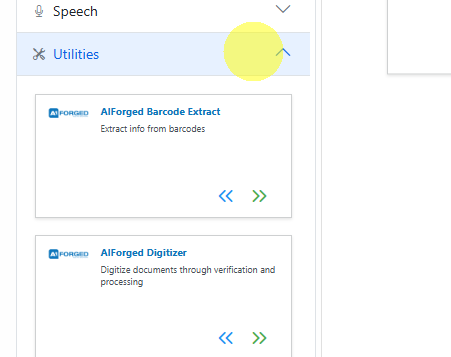 Speech
Utilities
AIFORGED
AIForged Barcode Extract
Extract info from barcodes
AIFORGED
AIForged Digitizer
Digitize documents through verification and
processing